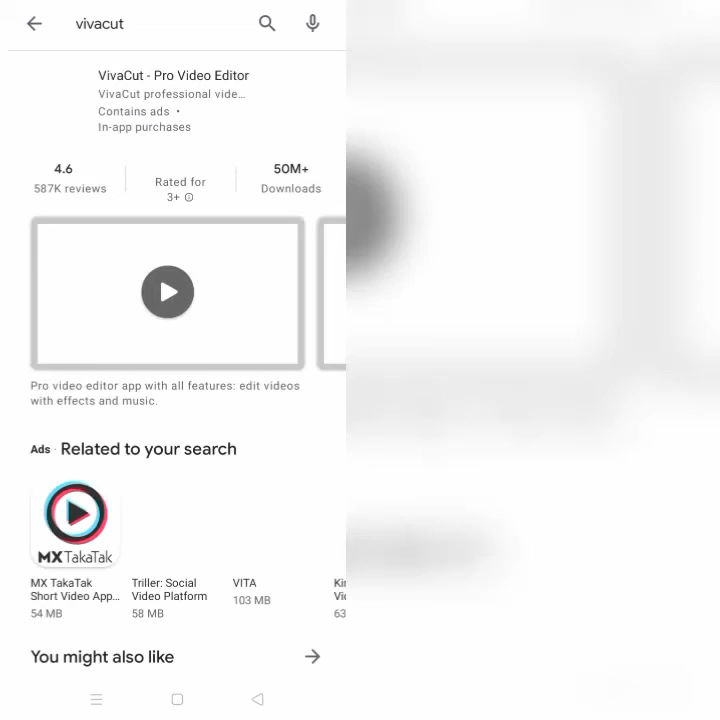 vivacut
VivaCut - Pro Video Editor
VivaCut professional vide…
Contains ads •
In-app purchases
4.6
587K reviews
Rated for
3+
50M+
Downloads
Pro video editor app with all features: edit videos
with effects and music.
Ads · Related to your search
MX TakaTak
MX TakaTak
Short Video App…
54 MB
Triller: Social
Video Platform
58 MB
VITA
103 MB
63
You might also like